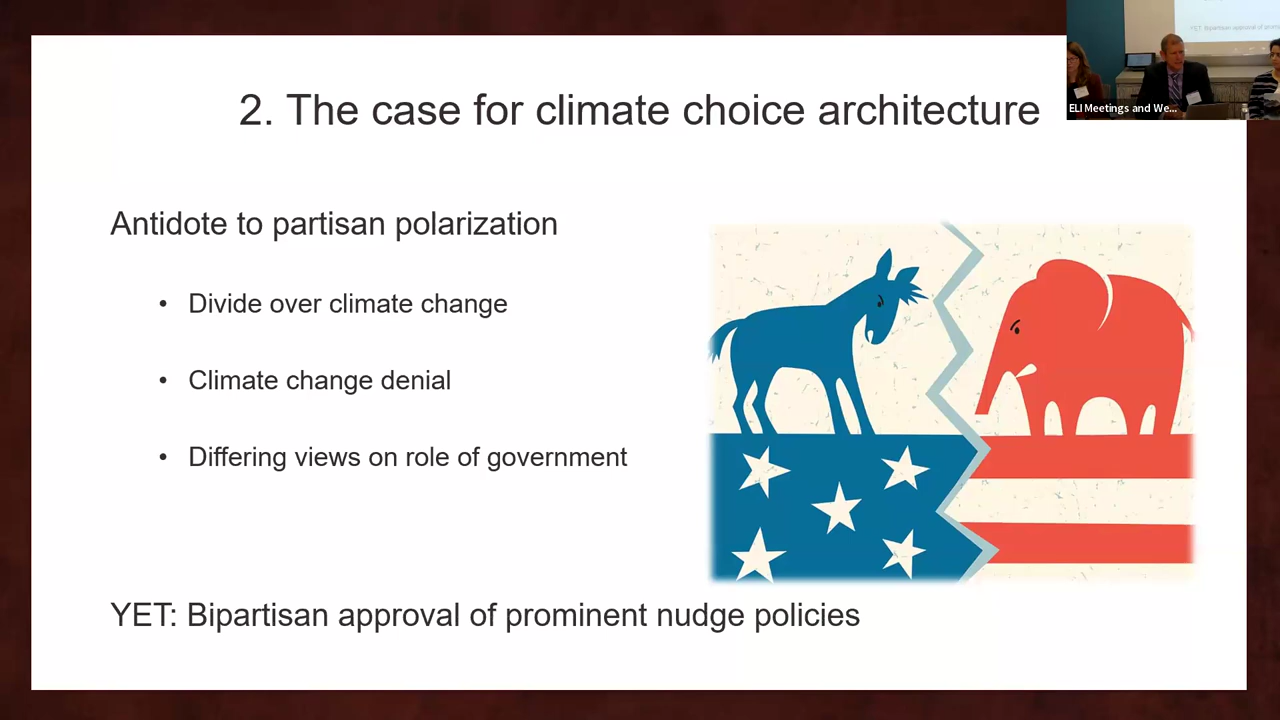 2. The case for climate choice architecture
ELI Meetings and We...
Antidote to partisan polarization
• Divide over climate change
• Climate change denial
• Differing views on role of government
YET: Bipartisan approval of prominent nudge policies